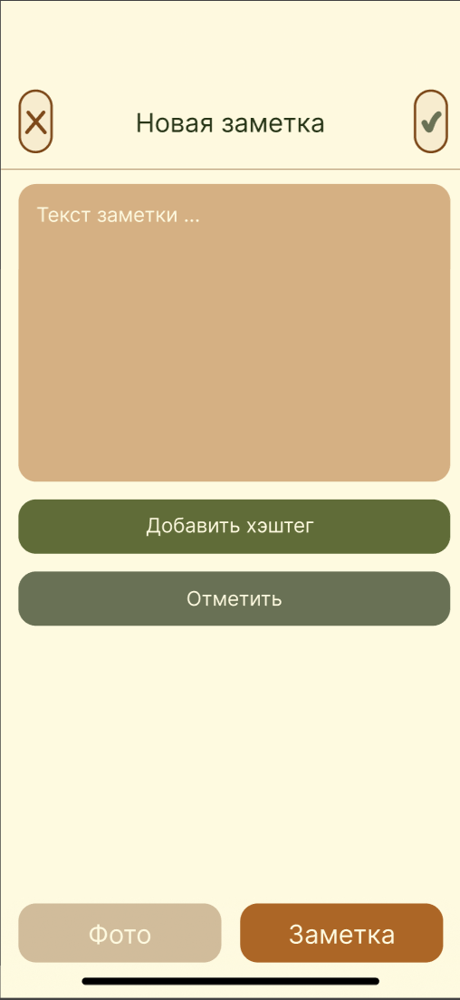 Новая заметка
Текст заметки ...
Добавить хэштег
Отметить
Фото
Заметка